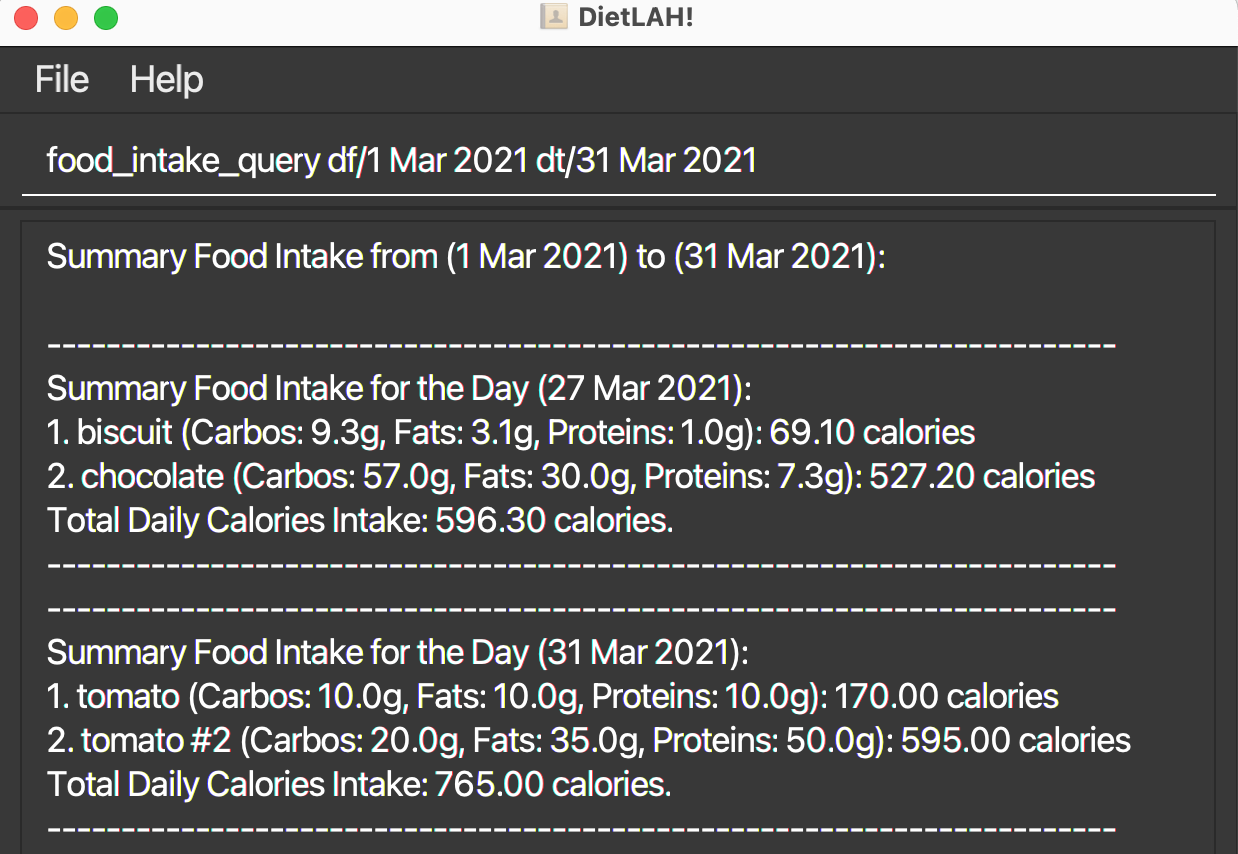 DietLAH!
File Help
food_intake_query df/1 Mar 2021 dt/31 Mar 2021
Summary Food Intake from (1 Mar 2021) to (31 Mar 2021):
------------------------------------------------------------------------
Summary Food Intake for the Day (27 Mar 2021):
1. biscuit (Carbos: 9.3g, Fats: 3.1g, Proteins: 1.0g): 69.10 calories
2. chocolate (Carbos: 57.0g, Fats: 30.0g, Proteins: 7.3g): 527.20 calories
Total Daily Calories Intake: 596.30 calories.
------------------------------------------------------------------------
------------------------------------------------------------------------
Summary Food Intake for the Day (31 Mar 2021):
1. tomato (Carbos: 10.0g, Fats: 10.0g, Proteins: 10.0g): 170.00 calories
2. tomato #2 (Carbos: 20.0g, Fats: 35.0g, Proteins: 50.0g): 595.00 calories
Total Daily Calories Intake: 765.00 calories.
------------------------------------------------------------------------